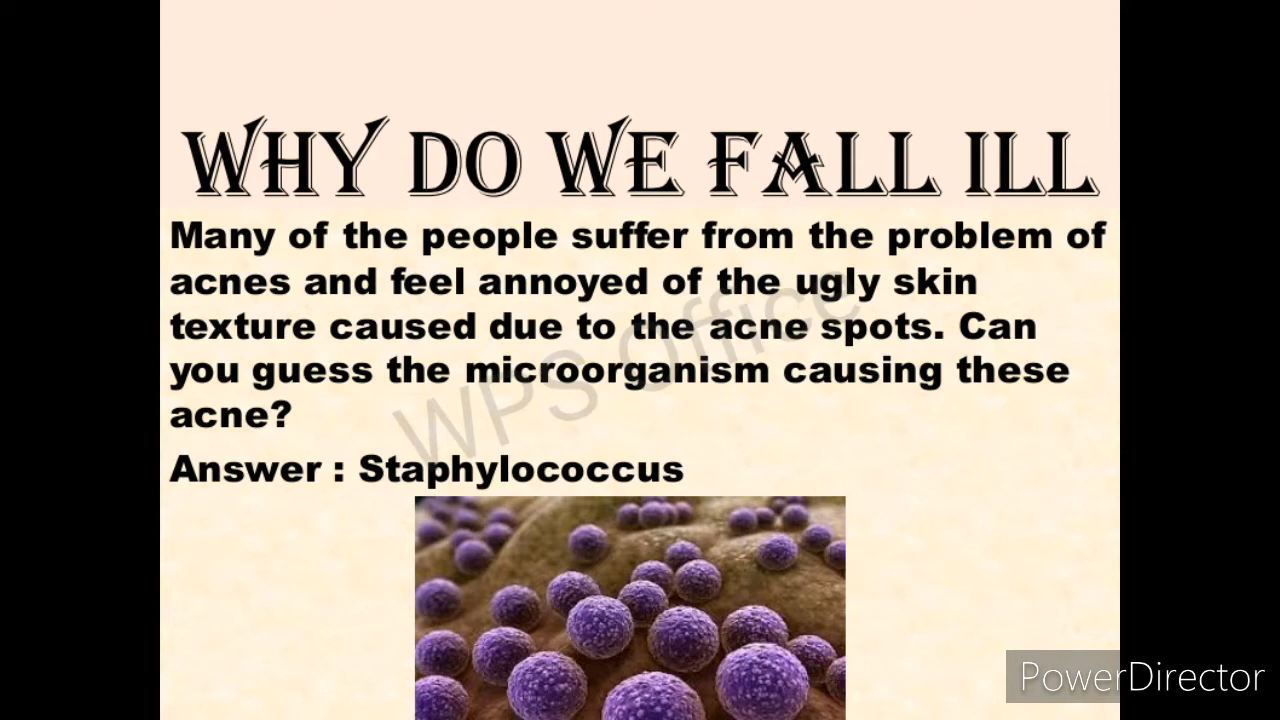 WHY DO WE FALL ILL
Many of the people suffer from the problem of
acnes and feel annoyed of the ugly skin
texture caused due to the acne spots. Can
you guess the microorganism causing these
acne?
Answer : Staphylococcus
WPS Office
PowerDirector